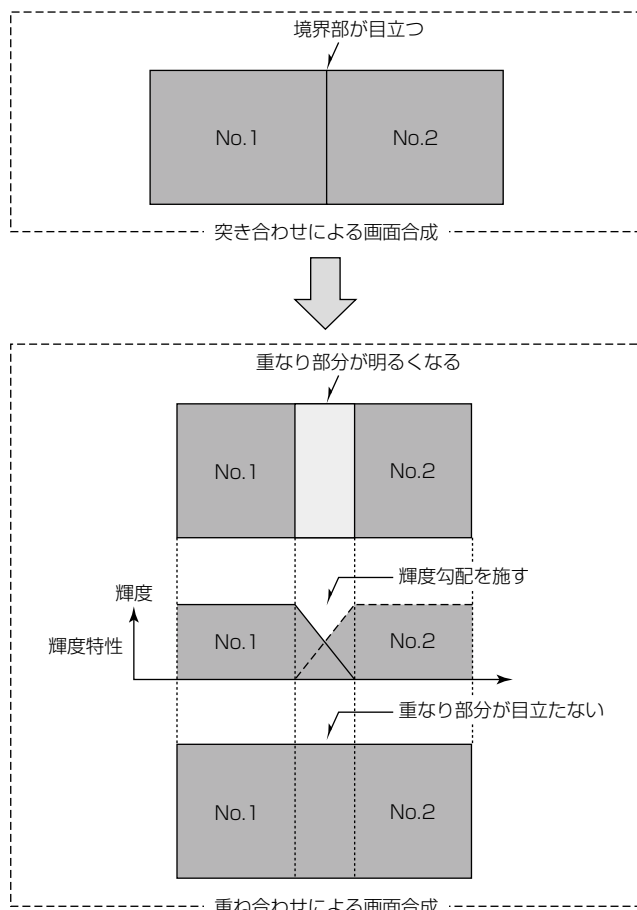 境界部が目立つ
No.1
No.2
突き合わせによる画面合成
重なり部分が明るくなる
No.1
No.2
輝度勾配を施す
輝度
輝度特性
No.1
No.2
重なり部分が目立たない
No.1
No.2
重ね合わせによる画面合成